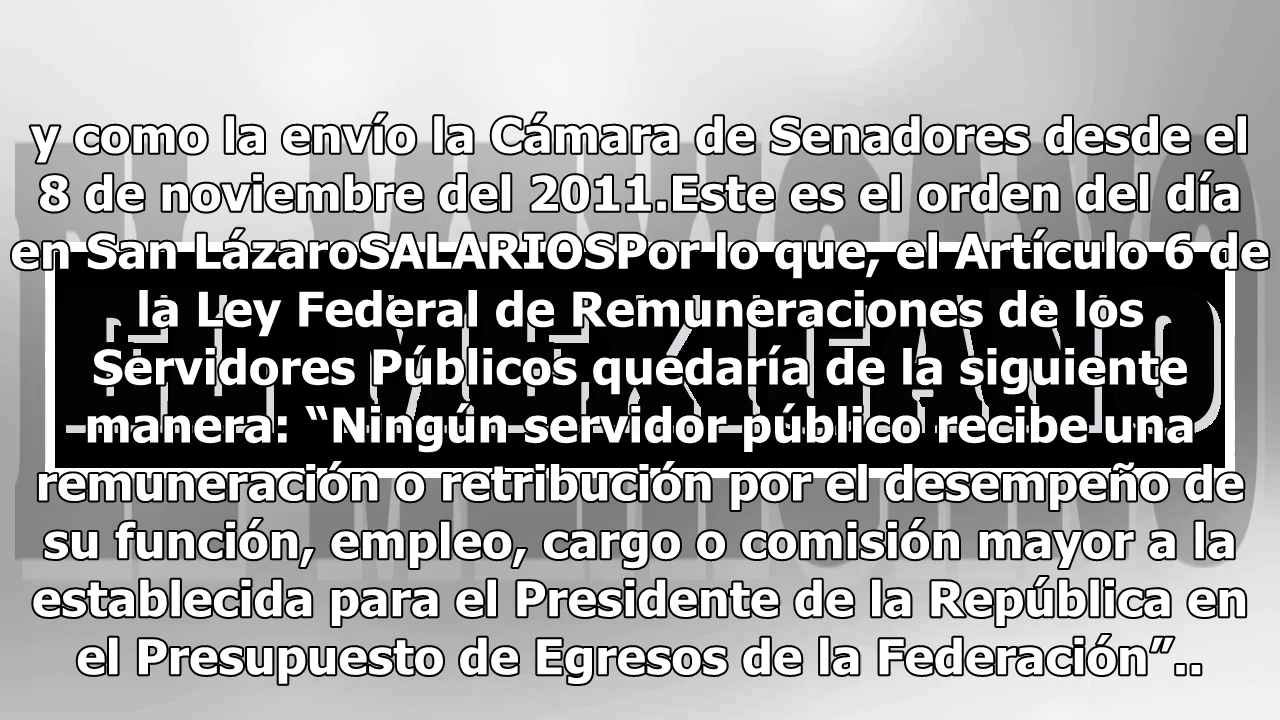 y como la envío la Cámara de Senadores desde el
8 de noviembre del 2011.Este es el orden del día
en San LázaroSALARIOSPor lo que, el Artículo 6 de
la Ley Federal de Remuneraciones de los
Servidores Públicos quedaría de la siguiente
manera: “Ningún servidor público recibe una
remuneración o retribución por el desempeño de
su función, empleo, cargo o comisión mayor a la
establecida para el Presidente de la República en
el Presupuesto de Egresos de la Federación”..
EL MEXICANO